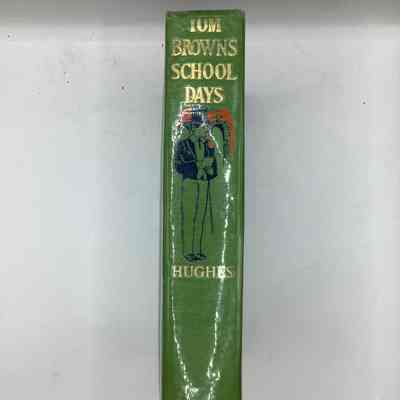 TOM
BROWNS
SCHOOL
DAYS
HUGHES